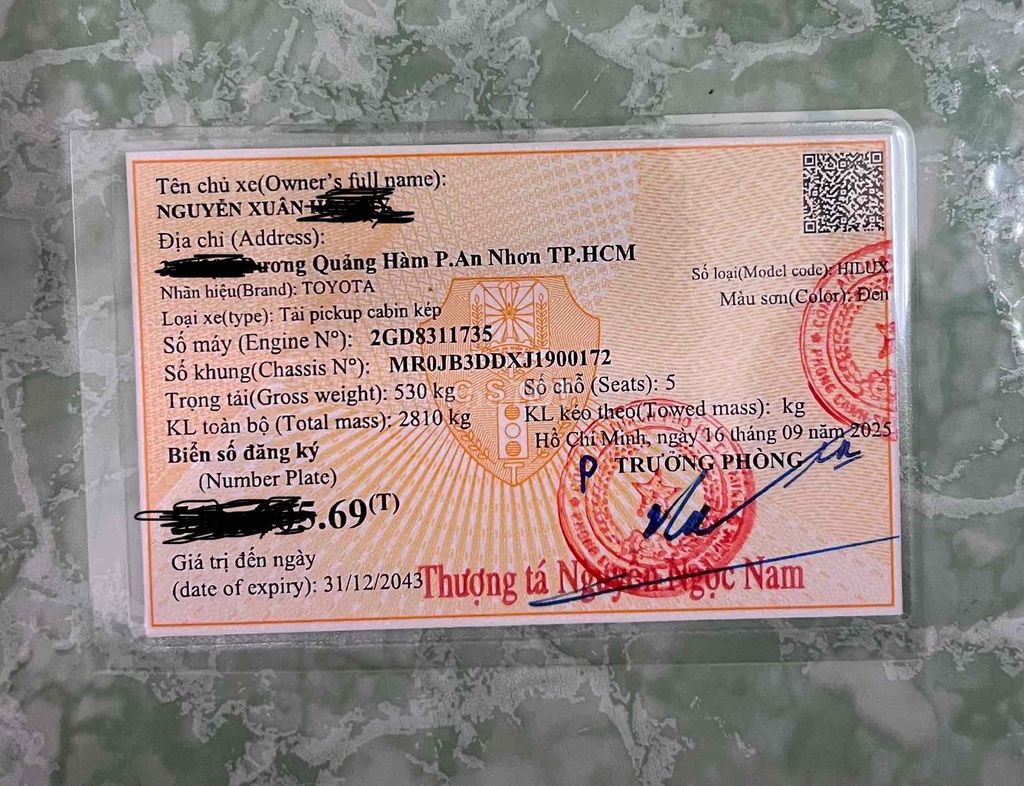 Tên chủ xe(Owner's full name):
NGUYỄN XUÂN
Địa chỉ (Address):
ương Quảng Hàm P.An Nhơn TP.HCM
Nhãn hiệu(Brand): TOYOTA
Số loại(Model code): HILUX
Loại xe(type): Tải pickup cabin kép
Màu sơn(Color): Đen
Số máy (Engine N°): 2GD8311735
Số khung(Chassis N°): MR0JB3DDXJ1900172
Trọng tải(Gross weight): 530 kg
Số chỗ (Seats): 5
KL toàn bộ (Total mass): 2810 kg
KL kéo theo(Towed mass): kg
Hồ Chí Minh, ngày 16 tháng 09 năm 2025
Biển số đăng ký
P TRƯỞNG PHÒNG
(Number Plate)
5.69(T)
Giá trị đến ngày
(date of expiry): 31/12/2043
Thượng tá Nguyễn Ngọc Nam